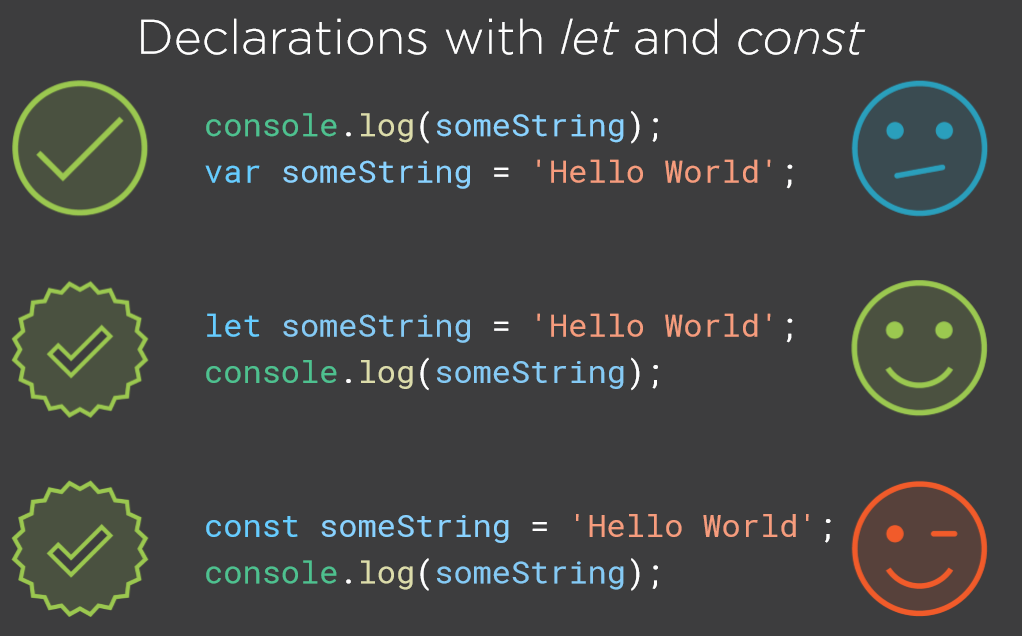 Declarations with let and const
console.log(someString);
var someString = 'Hello World';
let someString = 'Hello World';
console.log(someString);
const someString = 'Hello World';
console.log(someString);